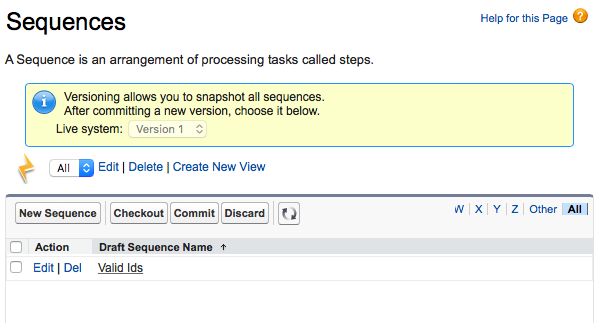 Sequences
Help for this Page ?
A Sequence is an arrangement of processing tasks called steps.
Versioning allows you to snapshot all sequences.
After committing a new version, choose it below.
Live system: Version 1
All Edit | Delete | Create New View
New Sequence Checkout Commit Discard W X Y Z Other All
Action Draft Sequence Name ↑
Edit | Del Valid Ids